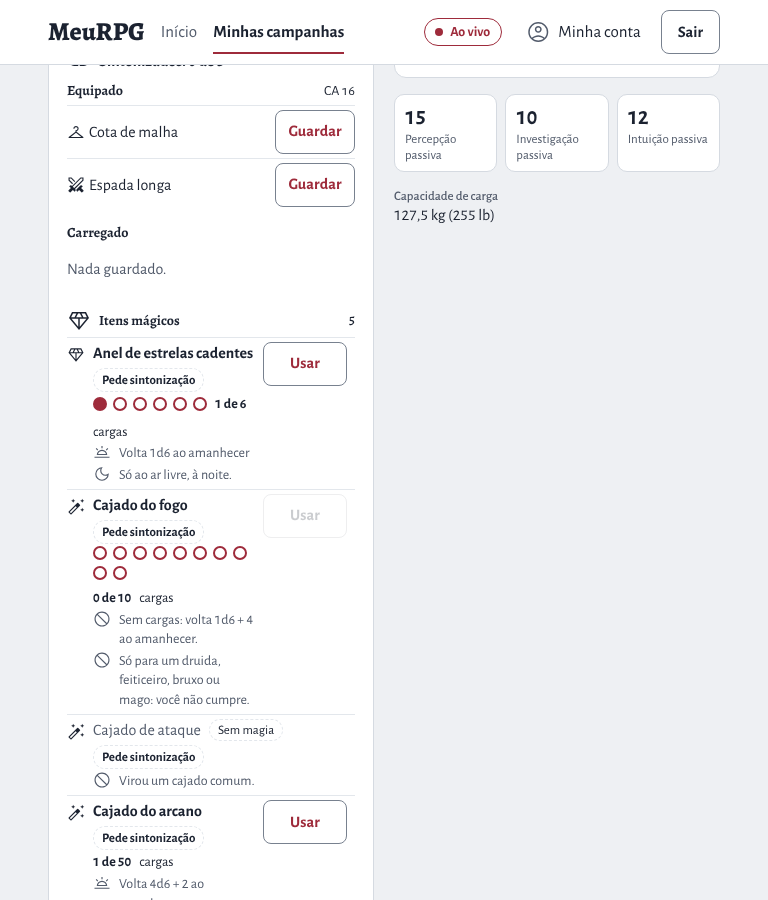 MeuRPG
Início
Minhas campanhas
Ao vivo
Minha conta
Sair
Equipado
CA 16
Cota de malha
Guardar
Espada longa
Guardar
Carregado
Nada guardado.
Itens mágicos
5
Anel de estrelas cadentes
Usar
Pede sintonização
1 de 6
cargas
Volta 1d6 ao amanhecer
Só ao ar livre, à noite.
Cajado do fogo
Usar
Pede sintonização
0 de 10 cargas
Sem cargas: volta 1d6 + 4
ao amanhecer.
Só para um druida,
feiticeiro, bruxo ou
mago: você não cumpre.
Cajado de ataque
Sem magia
Pede sintonização
Virou um cajado comum.
Cajado do arcano
Usar
Pede sintonização
1 de 50 cargas
Volta 4d6 + 2 ao
15
Percepção
passiva
10
Investigação
passiva
12
Intuição passiva
Capacidade de carga
127,5 kg (255 lb)